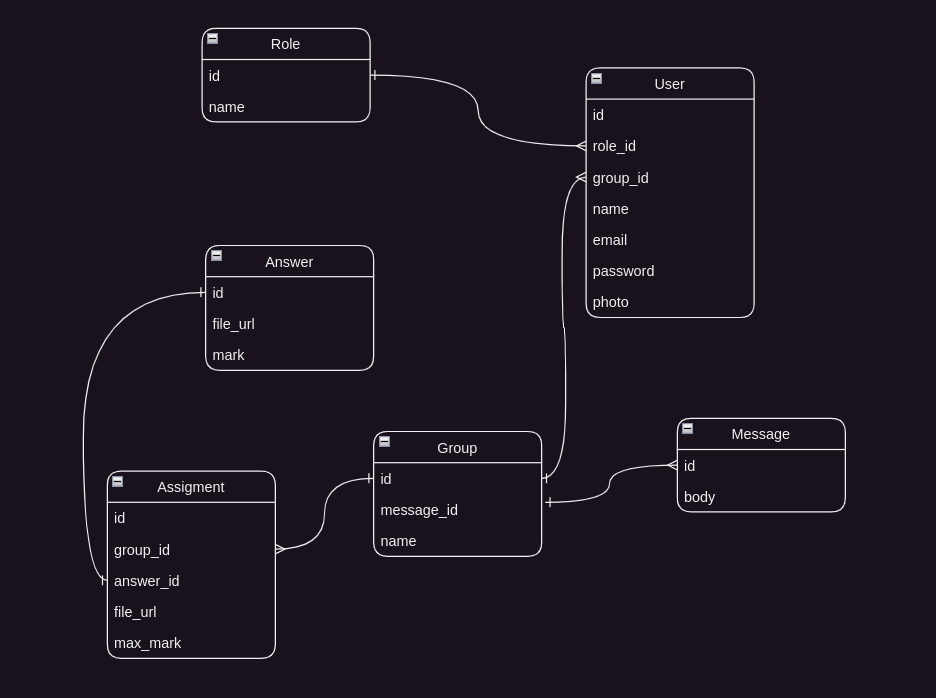 Role
id
name
User
id
role_id
group_id
name
email
password
photo
Answer
id
file_url
mark
Group
id
message_id
name
Message
id
body
Assigment
id
group_id
answer_id
file_url
max_mark